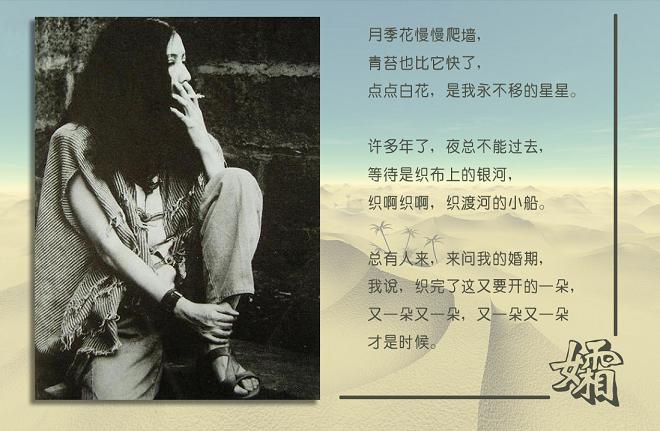 月季花慢慢爬墙，
青苔也比它快了，
点点白花，是我永不移的星星。
许多年了，夜总不能过去，
等待是织布上的银河，
织啊织啊，织渡河的小船。
总有人来，来问我的婚期，
我说，织完了这又要开的一朵，
又一朵又一朵，又一朵又一朵
才是时候。
孀